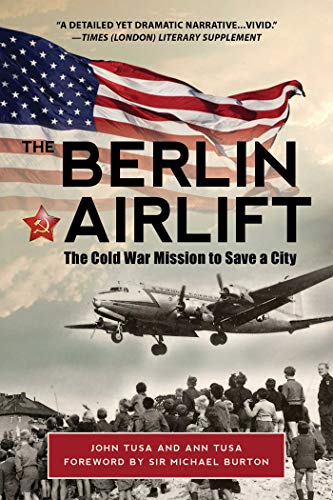 "A DETAILED YET DRAMATIC NARRATIVE...VIVID."
—TIMES (LONDON) LITERARY SUPPLEMENT
THE
BERLIN
AIRLIFT
The Cold War Mission to Save a City
JOHN TUSA AND ANN TUSA
FOREWORD BY SIR MICHAEL BURTON